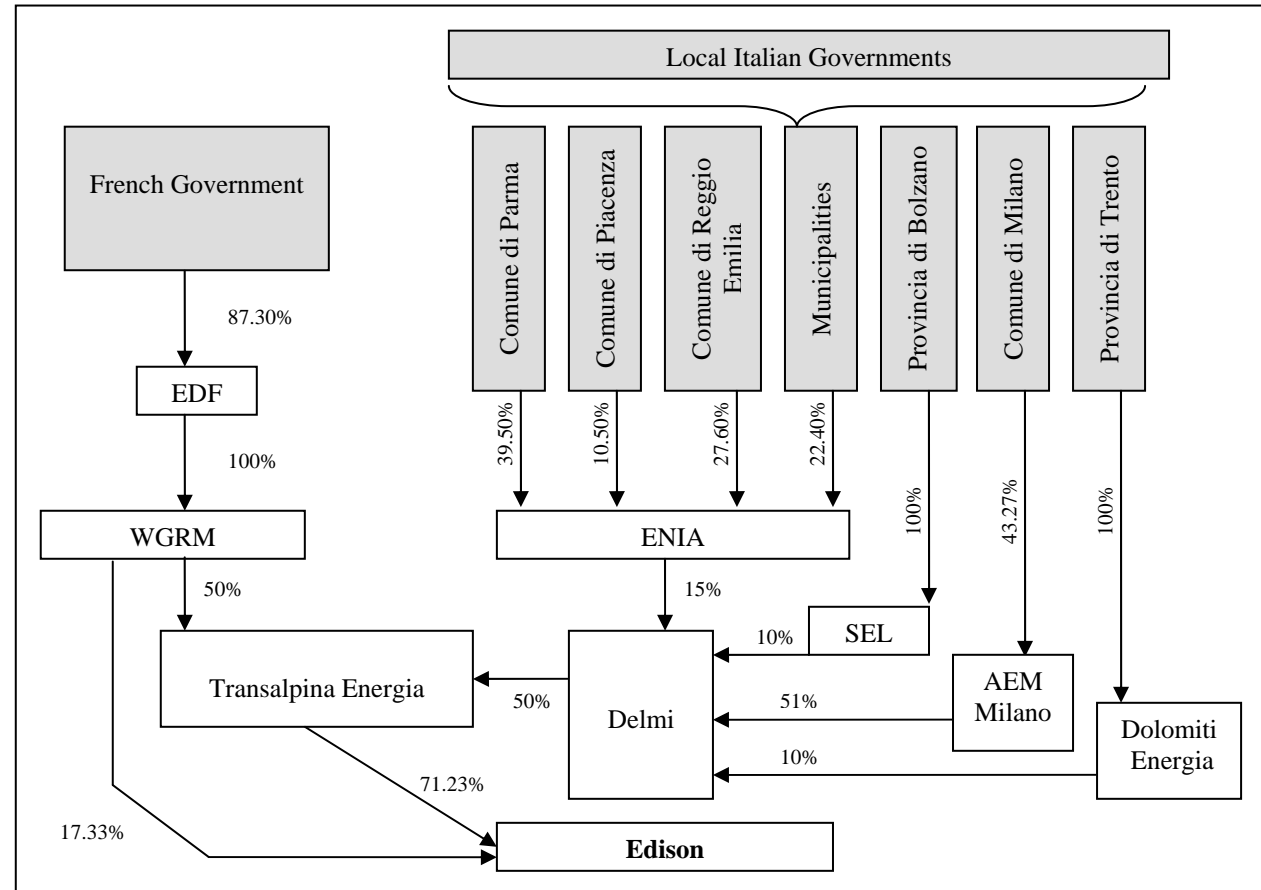 Local Italian Governments
French Government
Comune di Parma
Comune di Piacenza
Comune di Reggio
Emilia
Municipalities
Provincia di Bolzano
Comune di Milano
Provincia di Trento
87.30%
EDF
39.50%
10.50%
27.60%
22.40%
100%
100%
43.27%
100%
WGRM
ENIA
50%
15%
SEL
10%
Transalpina Energia
50%
Delmi
51%
AEM
Milano
10%
Dolomiti
Energia
71.23%
17.33%
Edison